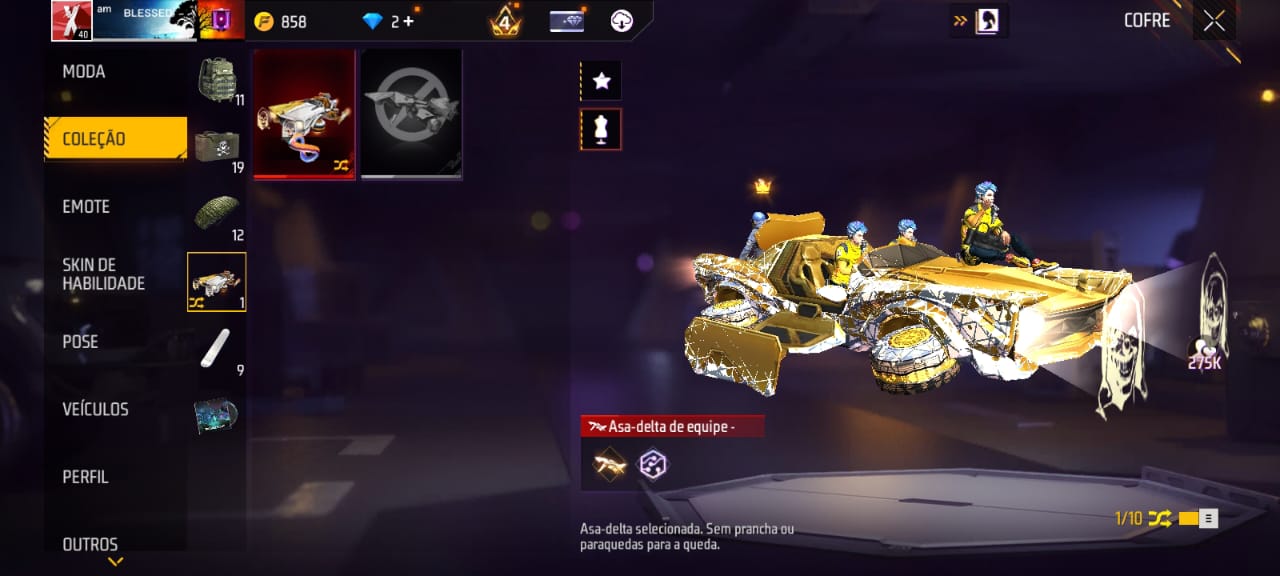 am
BLESSED
40
858
2 +
4
COFRE
MODA
11
COLEÇÃO
19
EMOTE
12
SKIN DE
HABILIDADE
1
POSE
9
VEÍCULOS
PERFIL
OUTROS
275K
Asa-delta de equipe -
Asa-delta selecionada. Sem prancha ou
paraquedas para a queda.
1/10